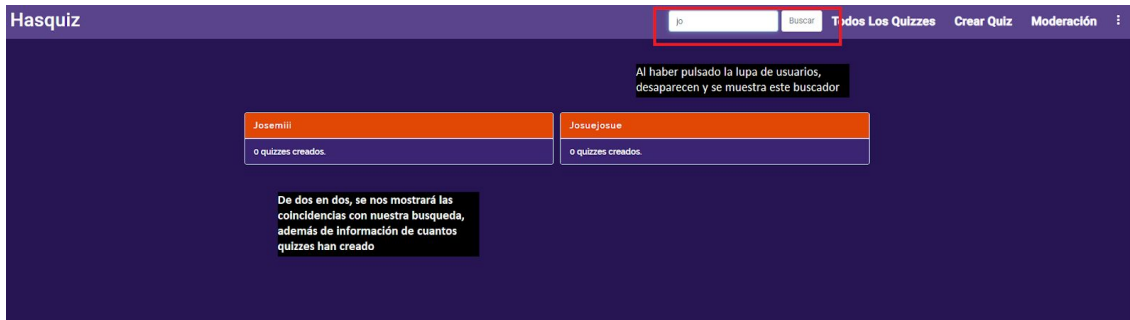 Hasquiz
jo
Buscar
Todos Los Quizzes
Crear Quiz
Moderación
Al haber pulsado la lupa de usuarios,
desaparecen y se muestra este buscador
Josemiii
Josuejosue
0 quizzes creados.
0 quizzes creados.
De dos en dos, se nos mostrará las
coincidencias con nuestra busqueda,
además de información de cuantos
quizzes han creado